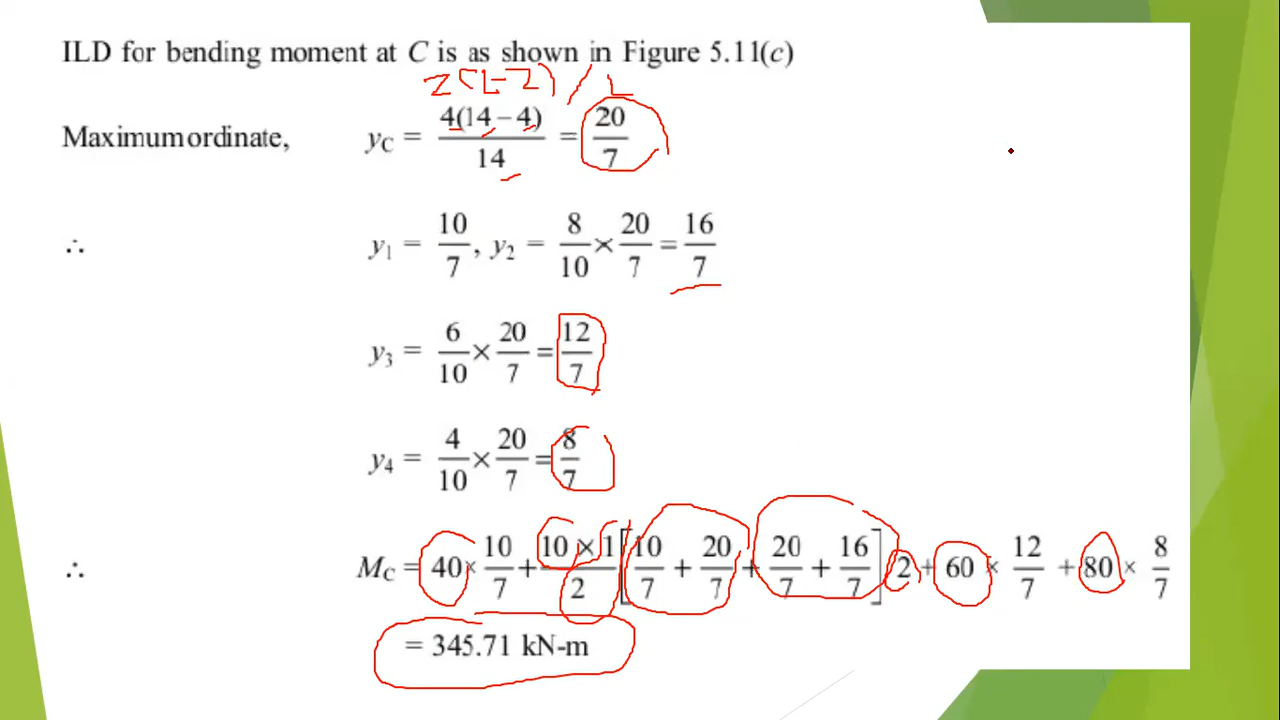 ILD for bending moment at C is as shown in Figure 5.11(c)
z(L-z)/L
Maximum ordinate, yC = 4(14 – 4)/14 = 20/7
∴ y1 = 10/7, y2 = 8/10 × 20/7 = 16/7
y3 = 6/10 × 20/7 = 12/7
y4 = 4/10 × 20/7 = 8/7
∴ MC = 40 × 10/7 + 10 × 1/2 [10/7 + 20/7 + 20/7 + 16/7] 2 + 60 × 12/7 + 80 × 8/7
= 345.71 kN-m